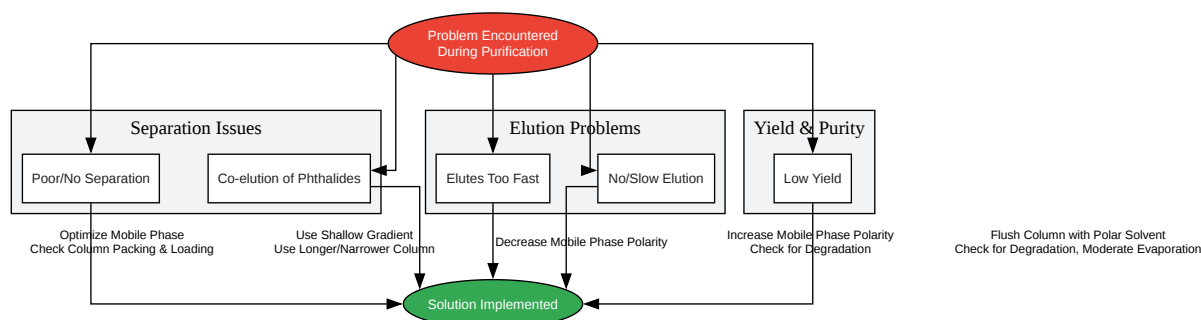 Problem Encountered
During Purification
Separation Issues
Elution Problems
Yield & Purity
Poor/No Separation
Co-elution of Phthalides
Elutes Too Fast
No/Slow Elution
Low Yield
Optimize Mobile Phase
Check Column Packing & Loading
Use Shallow Gradient
Use Longer/Narrower Column
Decrease Mobile Phase Polarity
Increase Mobile Phase Polarity
Check for Degradation
Flush Column with Polar Solvent
Check for Degradation, Moderate Evaporation
Solution Implemented